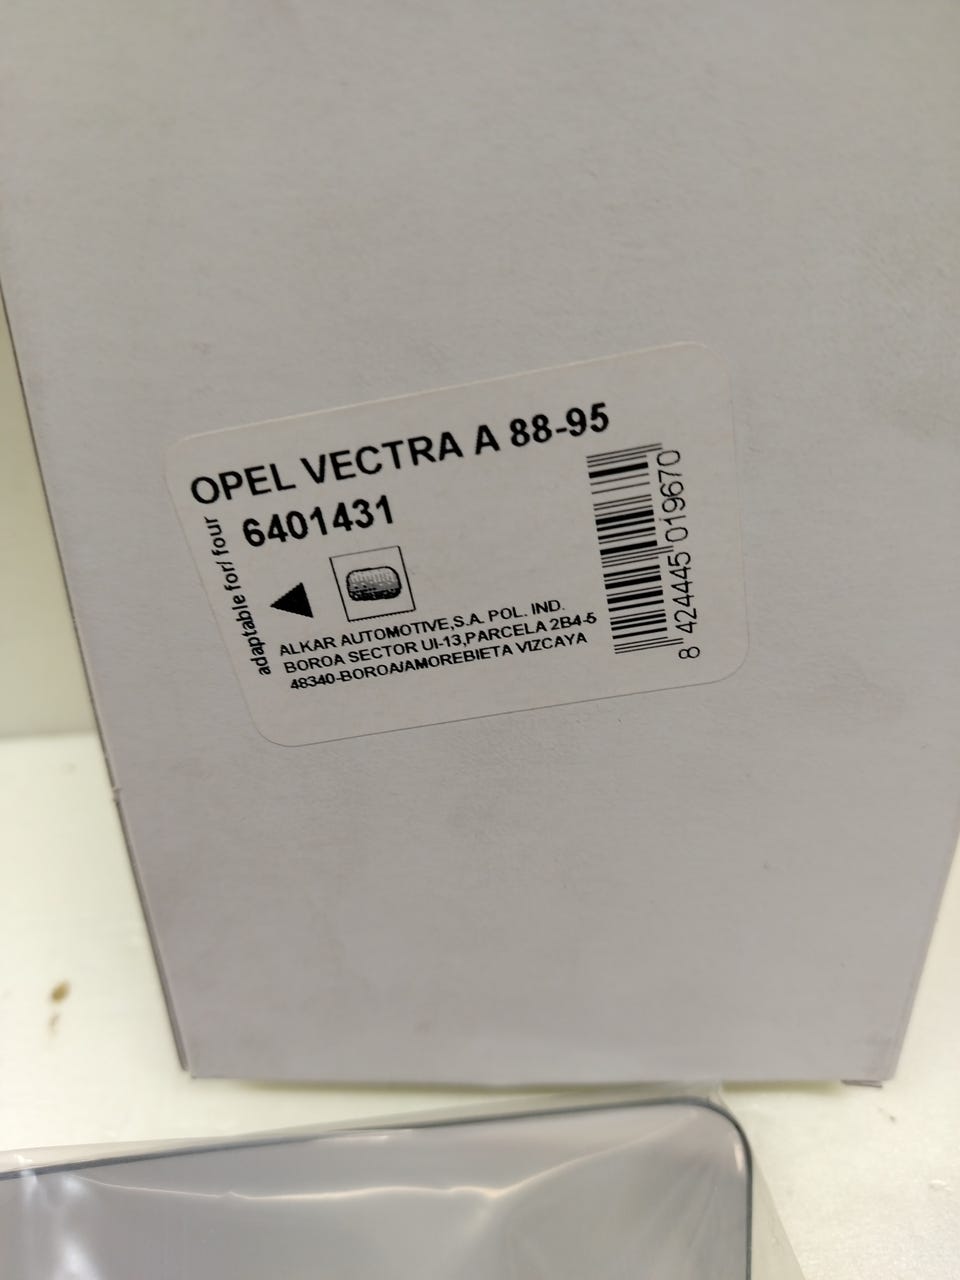 OPEL VECTRA A 88-95
6401431
adaptable for/ four
ALKAR AUTOMOTIVE,S.A. POL. IND.
BOROA SECTOR UI-13,PARCELA 2B4-5
48340-BOROA/AMOREBIETA VIZCAYA
8 424445 019670